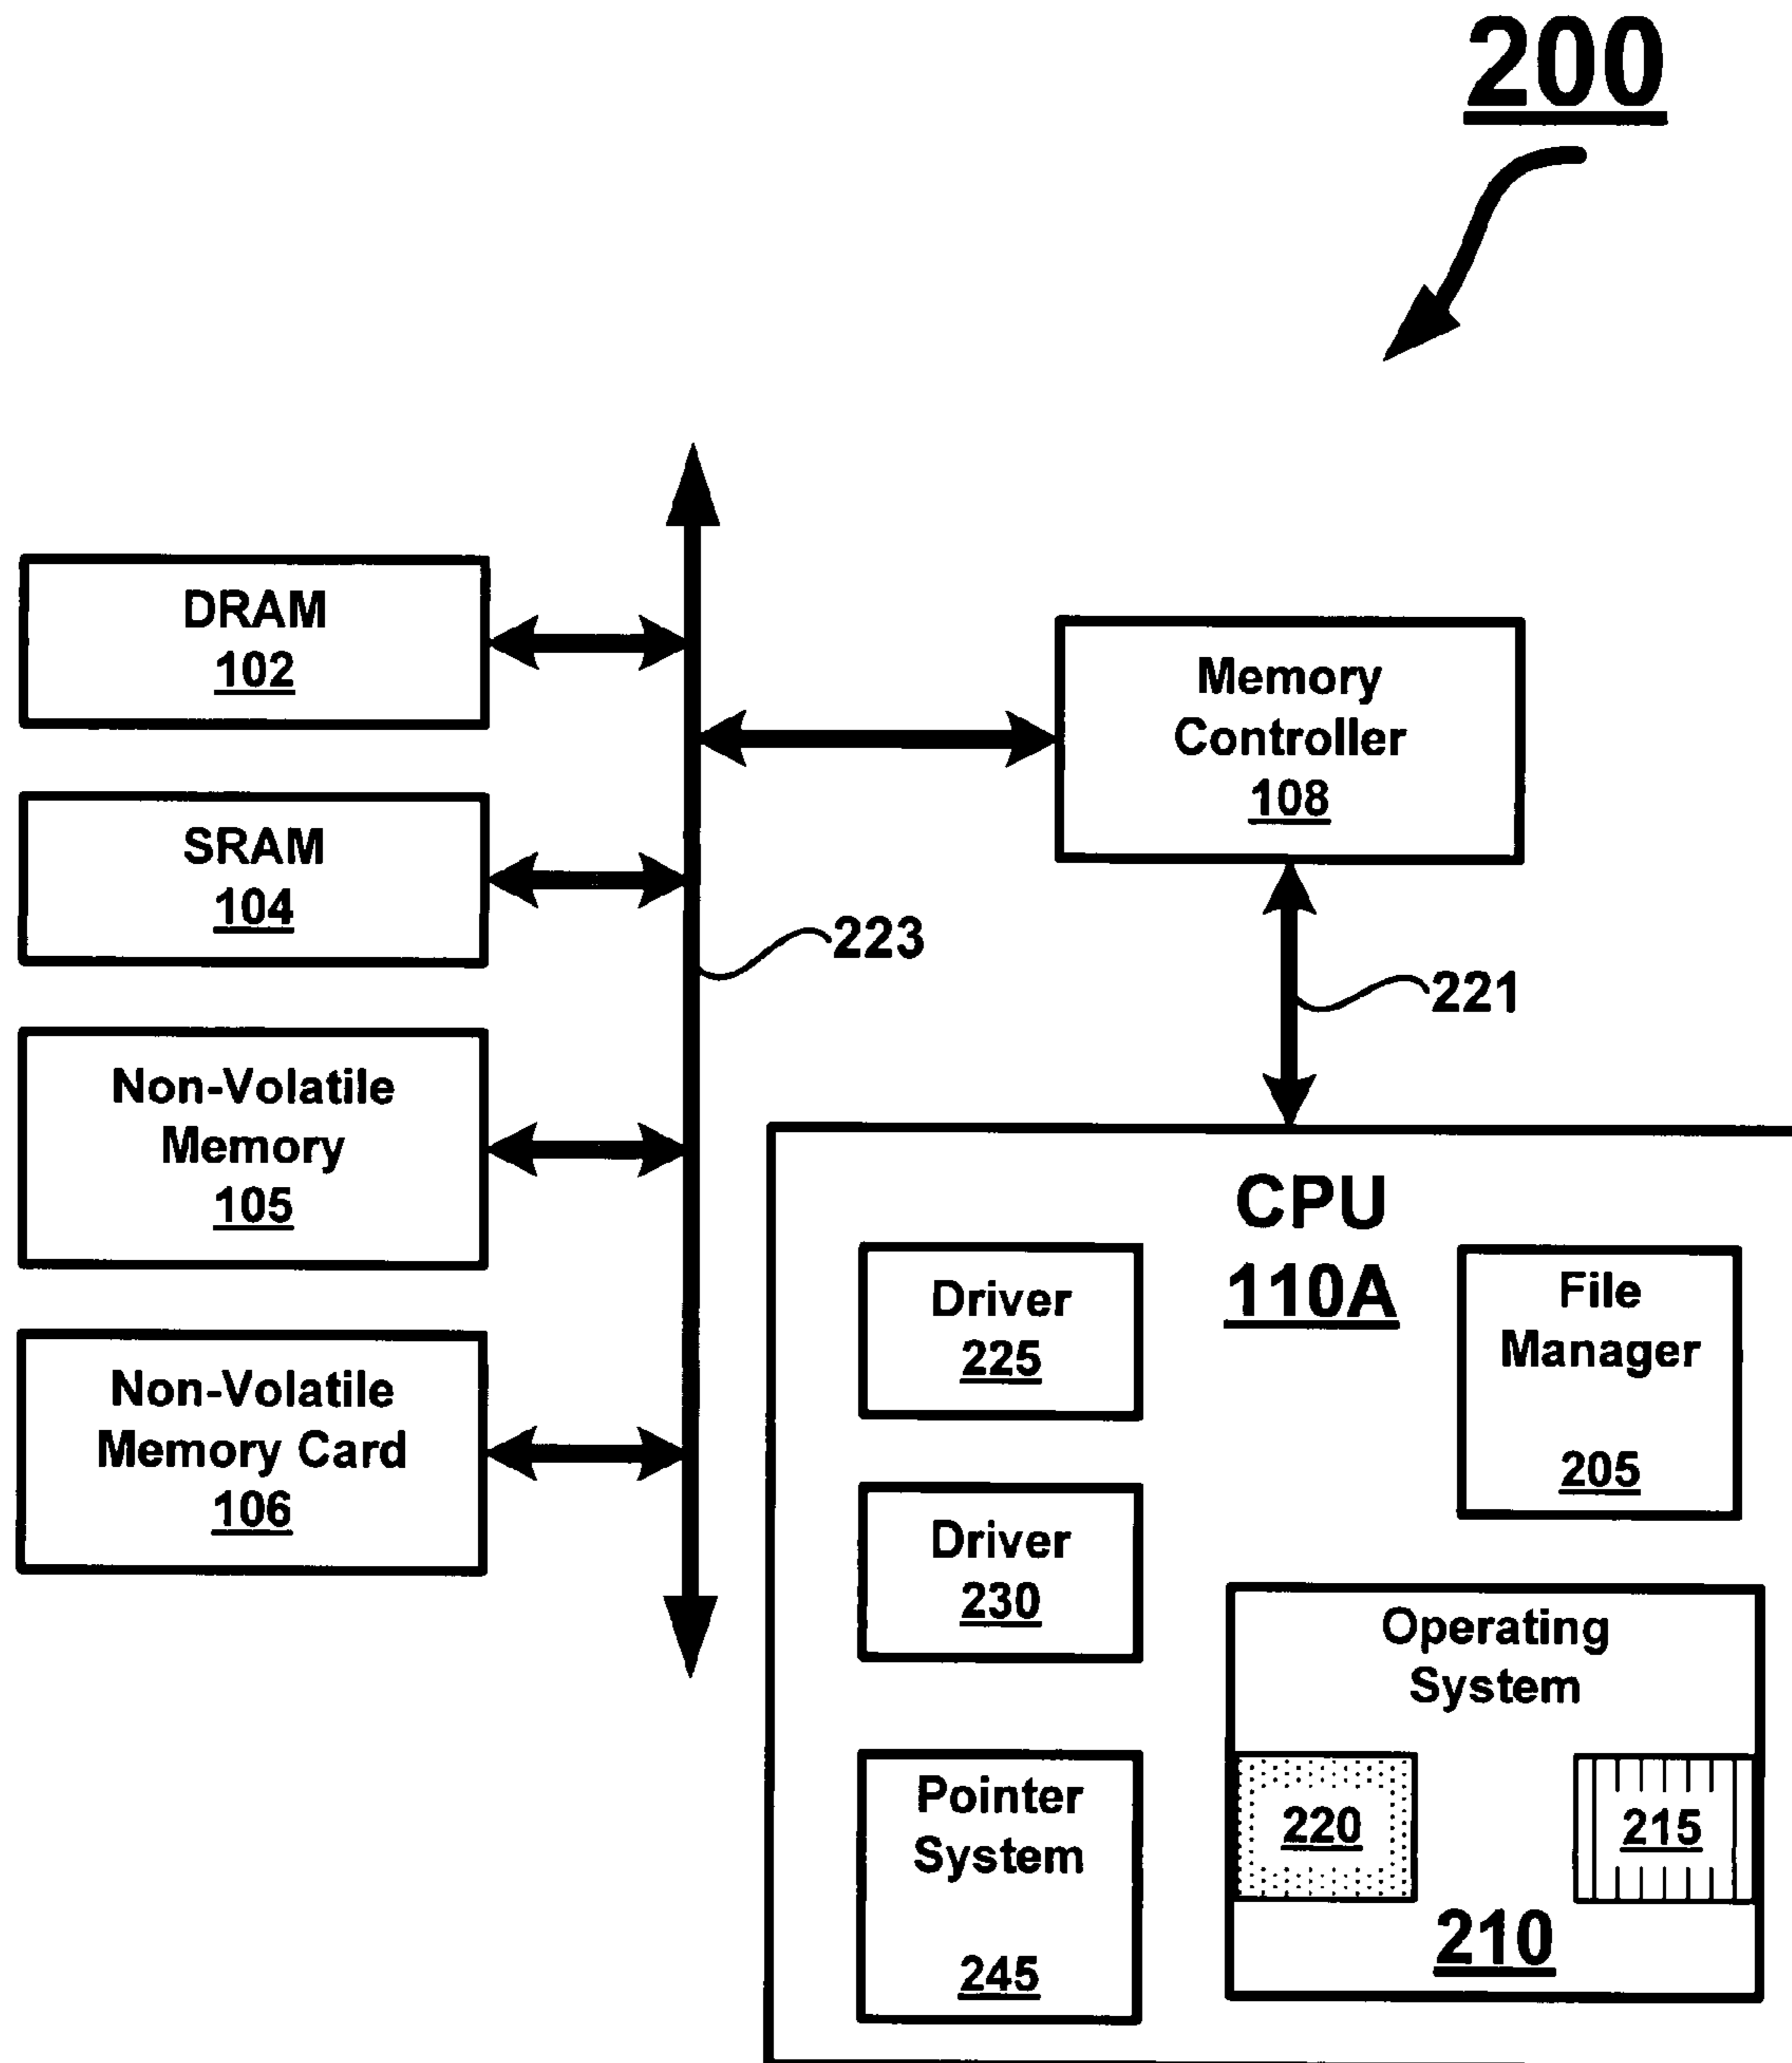 200
DRAM
102
SRAM
104
Non-Volatile
Memory
105
Non-Volatile
Memory Card
106
223
Memory
Controller
108
221
CPU
110A
Driver
225
File
Manager
205
Driver
230
Operating
System
220
215
210
Pointer
System
245